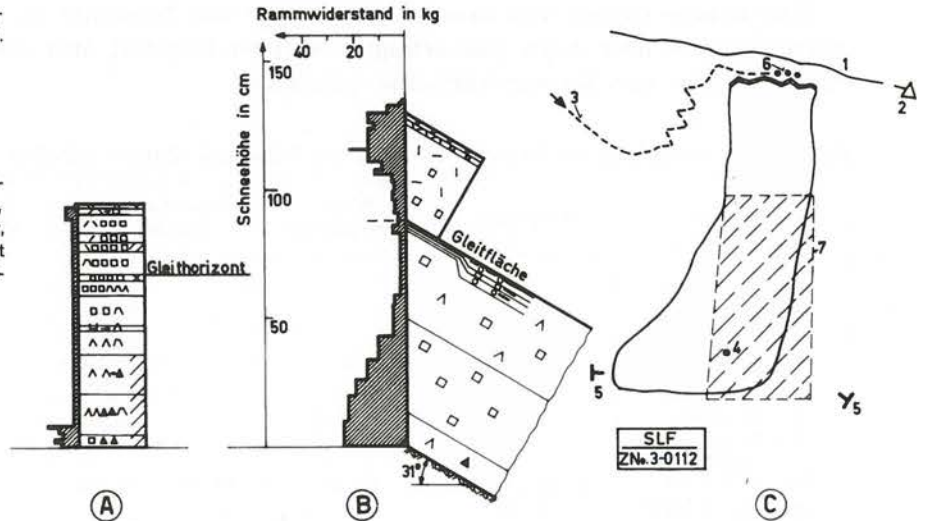 Rammwiderstand in kg
40 20
Schneehöhe in cm
150
100
50
Gleithorizont
Gleitfläche
31°
1
2
3
4
5
5
6
7
SLF
ZNo. 3-0112
A
B
C